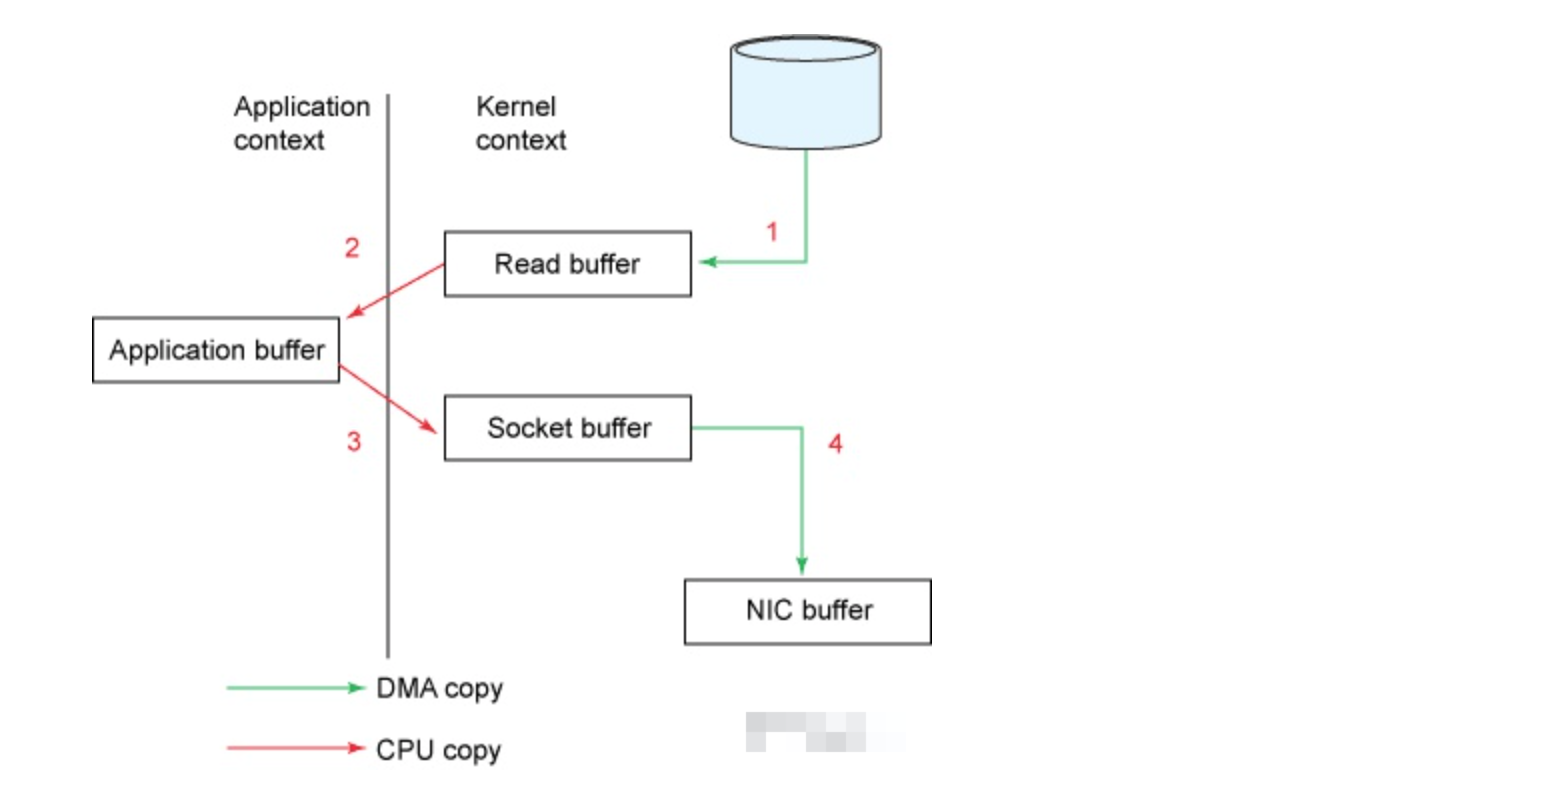 Application
context
Kernel
context
1
2
Read buffer
Application buffer
Socket buffer
3
4
NIC buffer
DMA copy
CPU copy